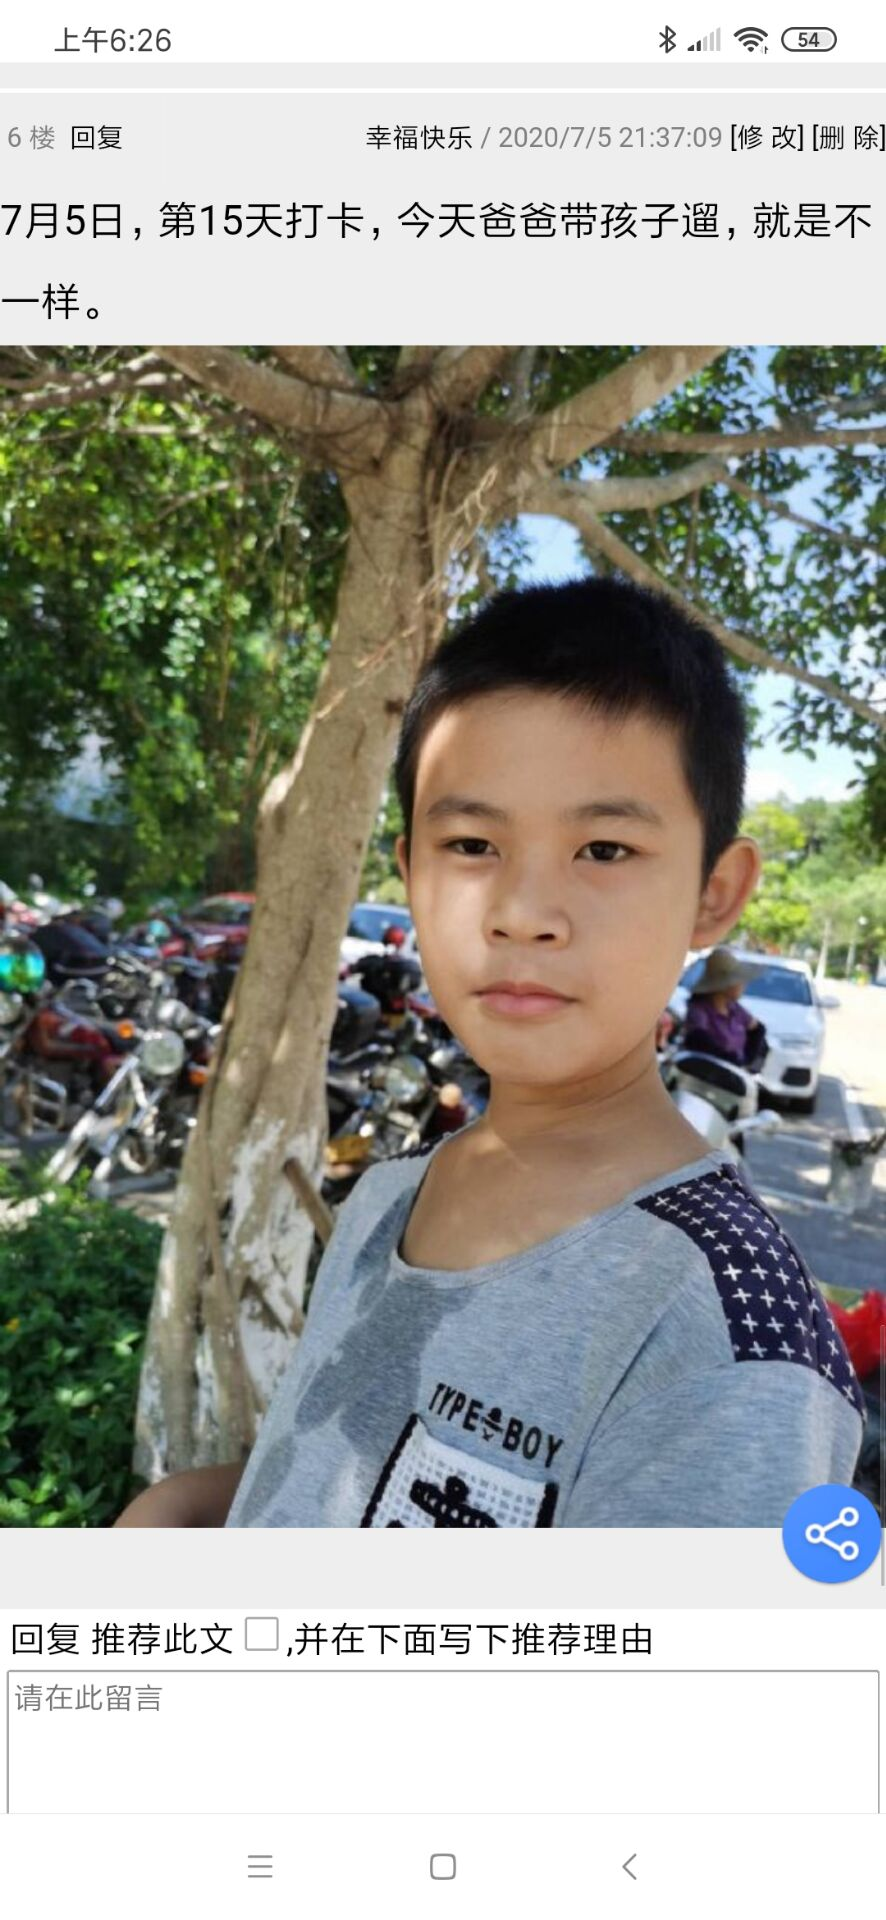 上午6:26
54
6 楼 回复 幸福快乐 / 2020/7/5 21:37:09 [修 改] [删 除]
7月5日，第15天打卡，今天爸爸带孩子遛，就是不
一样。
TYPE BOY
回复 推荐此文 ,并在下面写下推荐理由
请在此留言